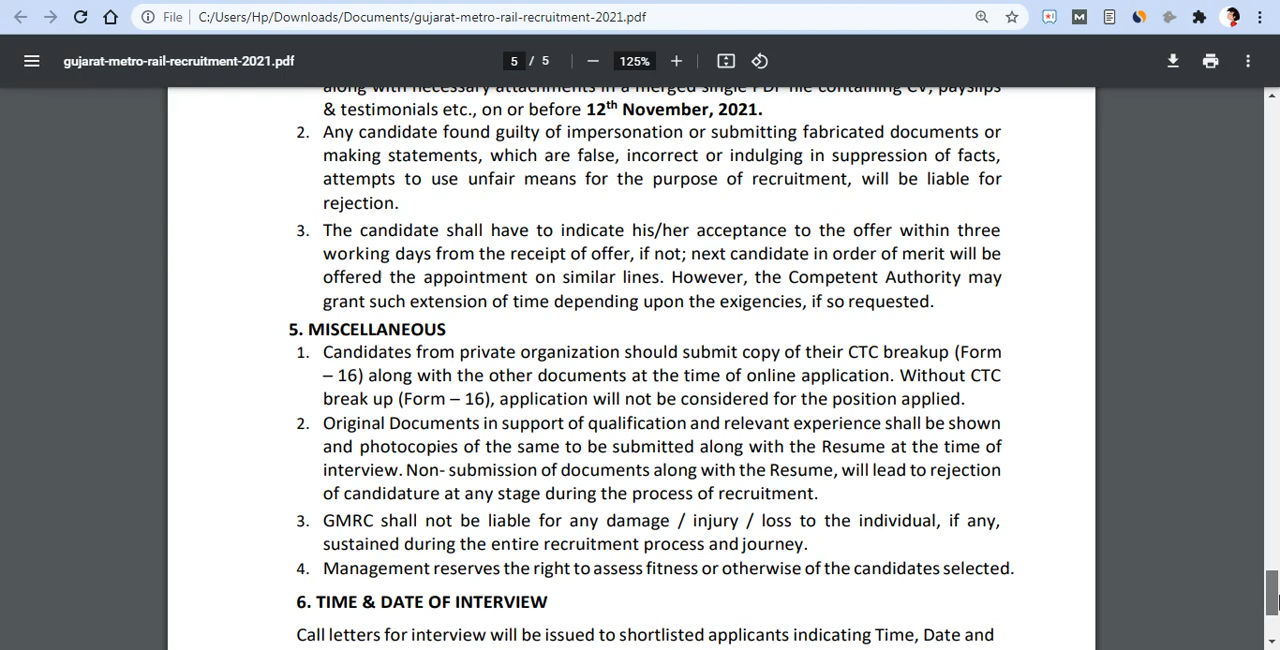 File | C:/Users/Hp/Downloads/Documents/gujarat-metro-rail-recruitment-2021.pdf
gujarat-metro-rail-recruitment-2021.pdf
5 / 5
125%
along with necessary attachments in a merged single PDF file containing CV, payslips
& testimonials etc., on or before 12th November, 2021.
2. Any candidate found guilty of impersonation or submitting fabricated documents or
making statements, which are false, incorrect or indulging in suppression of facts,
attempts to use unfair means for the purpose of recruitment, will be liable for
rejection.
3. The candidate shall have to indicate his/her acceptance to the offer within three
working days from the receipt of offer, if not; next candidate in order of merit will be
offered the appointment on similar lines. However, the Competent Authority may
grant such extension of time depending upon the exigencies, if so requested.
5. MISCELLANEOUS
1. Candidates from private organization should submit copy of their CTC breakup (Form
– 16) along with the other documents at the time of online application. Without CTC
break up (Form – 16), application will not be considered for the position applied.
2. Original Documents in support of qualification and relevant experience shall be shown
and photocopies of the same to be submitted along with the Resume at the time of
interview. Non- submission of documents along with the Resume, will lead to rejection
of candidature at any stage during the process of recruitment.
3. GMRC shall not be liable for any damage / injury / loss to the individual, if any,
sustained during the entire recruitment process and journey.
4. Management reserves the right to assess fitness or otherwise of the candidates selected.
6. TIME & DATE OF INTERVIEW
Call letters for interview will be issued to shortlisted applicants indicating Time, Date and